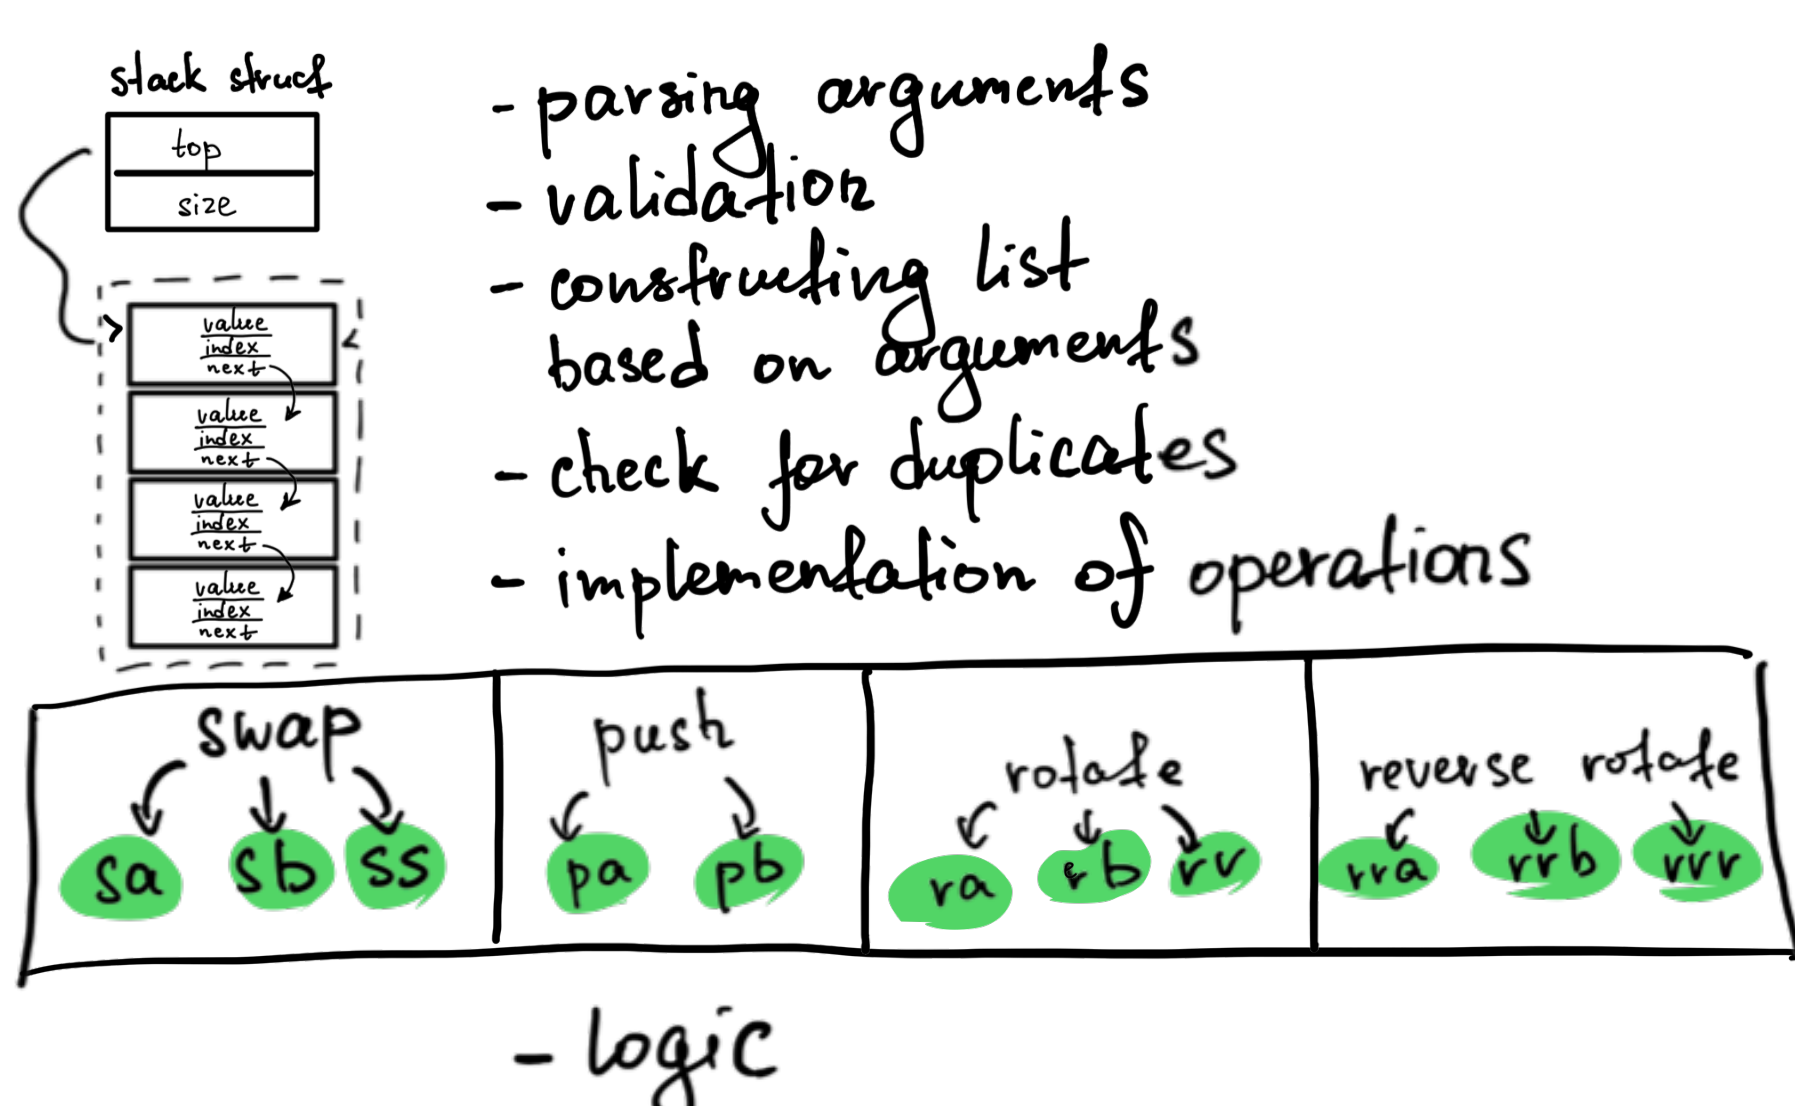 stack struct
top
size
value
index
next
value
index
next
value
index
next
value
index
next
- parsing arguments
- validation
- constructing list
based on arguments
- check for duplicates
- implementation of operations
swap
sa sb ss
push
pa pb
rotate
ra rb rr
reverse rotate
rra rrb rrr
- logic